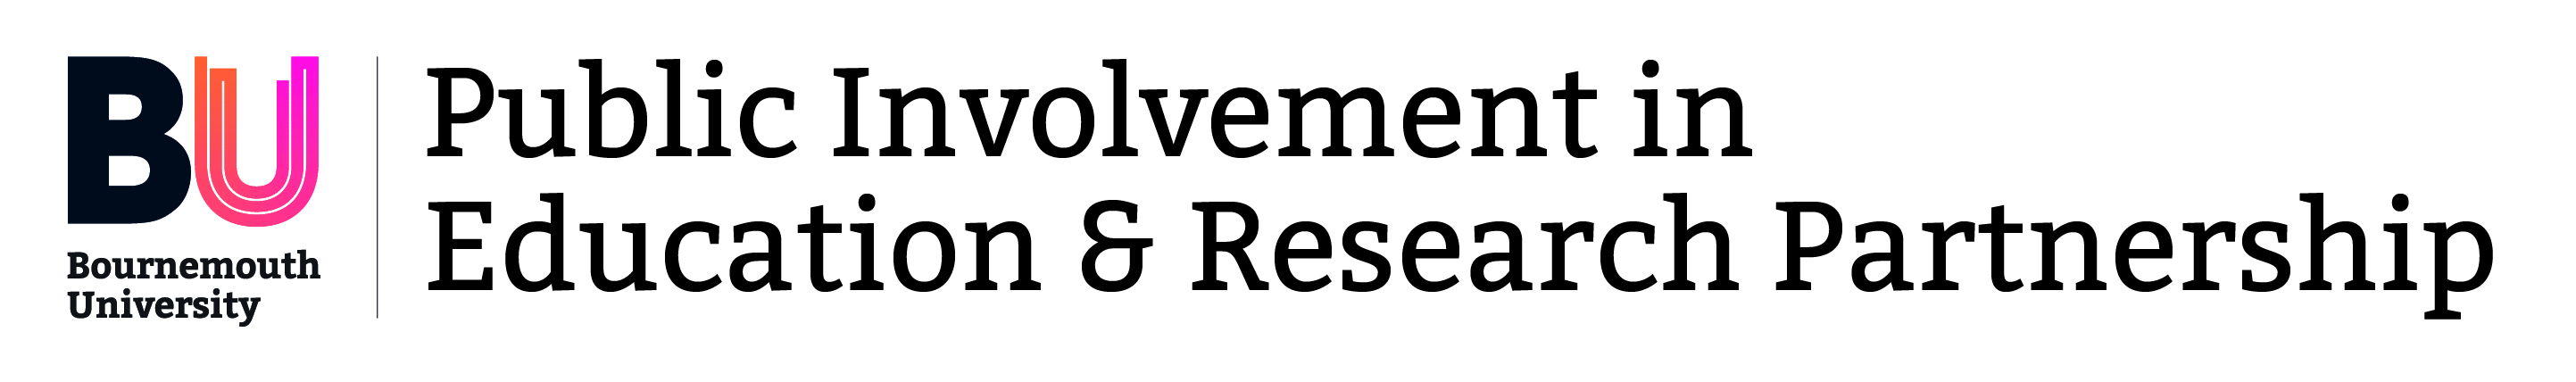 BU
Bournemouth
University
Public Involvement in
Education & Research Partnership